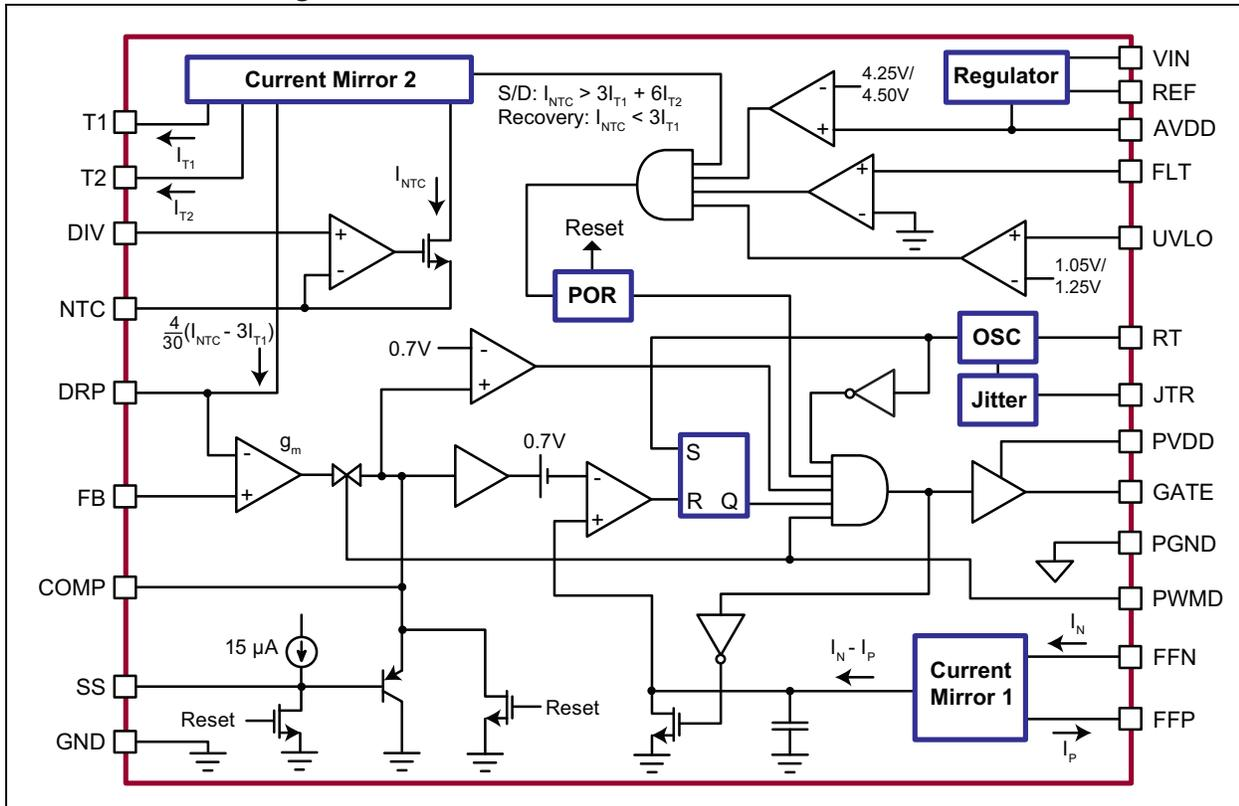 Current Mirror 2
S/D: I_NTC > 3I_T1 + 6I_T2
Recovery: I_NTC < 3I_T1
4.25V/
4.50V
-
+
Regulator
VIN
REF
AVDD
T1
I_T1
T2
I_T2
I_NTC
+
-
FLT
DIV
+
-
Reset
POR
+
-
1.05V/
1.25V
UVLO
NTC
4/30(I_NTC - 3I_T1)
0.7V
-
+
OSC
RT
Jitter
JTR
DRP
g_m
-
+
0.7V
-
+
S
R Q
PVDD
FB
GATE
PGND
COMP
PWMD
15 µA
I_N - I_P
Current
Mirror 1
I_N
FFN
SS
Reset
Reset
FFP
I_P
GND